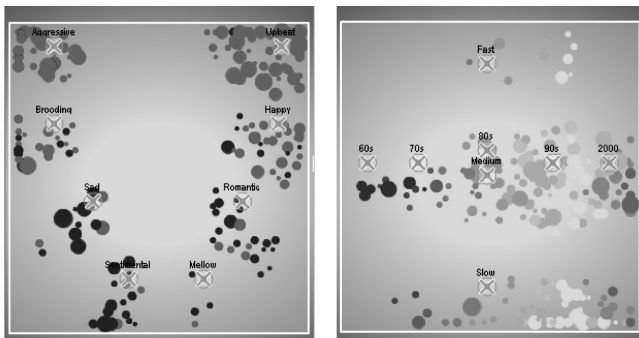 Aggressive Upbeat
Brooding Happy
Sad Romantic
Sentimental Mellow
Fast
80s
60s 70s 90s 2000
Medium
Slow